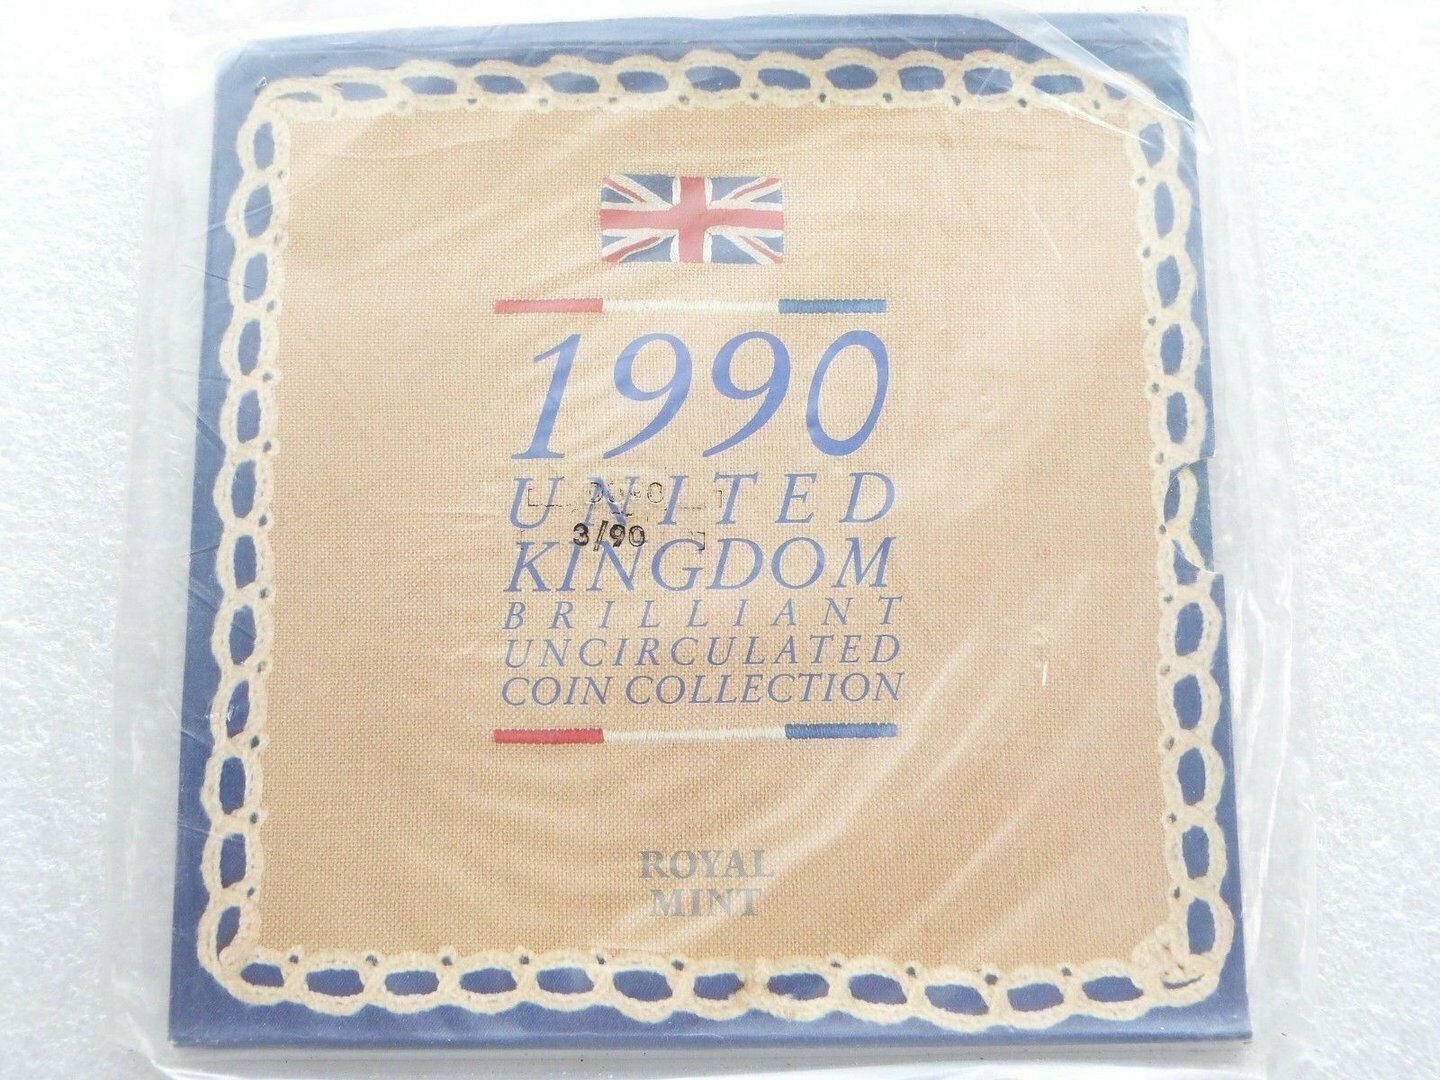 1990
UNITED
3/90
KINGDOM
BRILLIANT
UNCIRCULATED
COIN COLLECTION
ROYAL
MINT